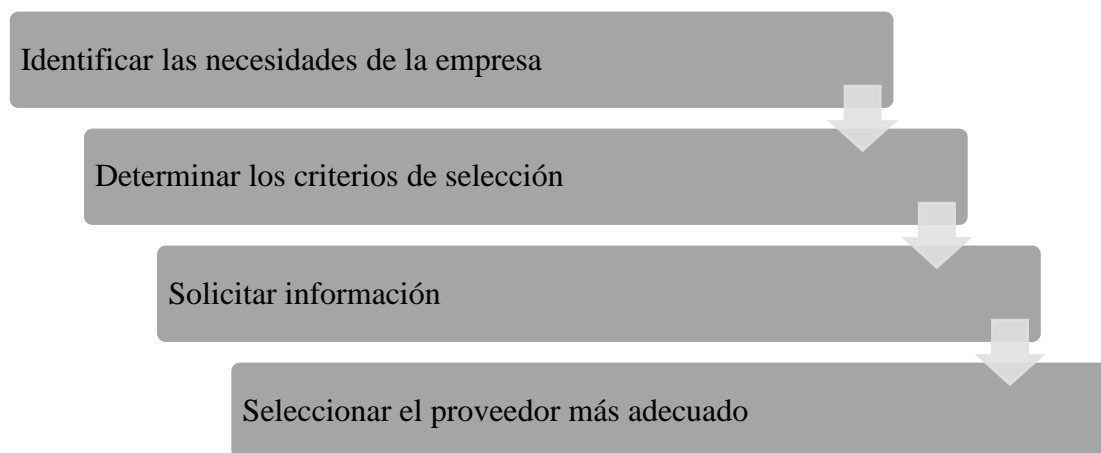 Identificar las necesidades de la empresa
Determinar los criterios de selección
Solicitar información
Seleccionar el proveedor más adecuado